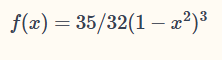 f(x) = 35/32(1 − x²)³